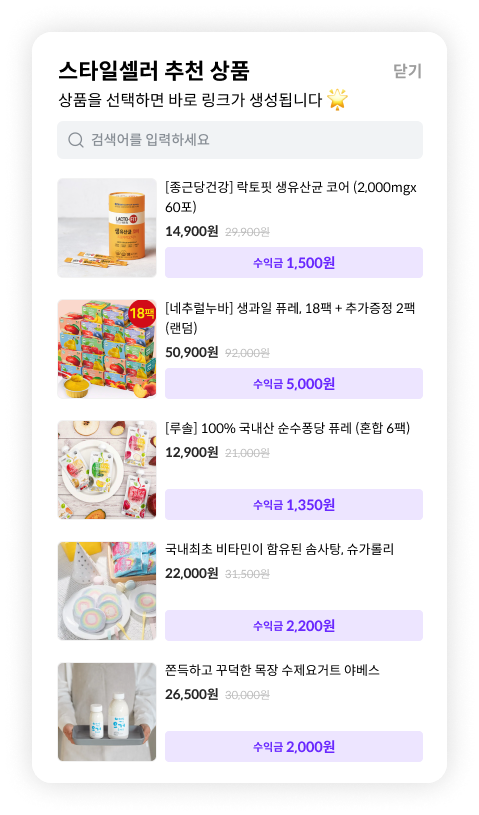 스타일셀러 추천 상품
닫기
상품을 선택하면 바로 링크가 생성됩니다
검색어를 입력하세요
[종근당건강] 락토핏 생유산균 코어 (2,000mgx
60포)
14,900원 29,900원
수익금 1,500원
18팩
[네추럴누바] 생과일 퓨레, 18팩 + 추가증정 2팩
(랜덤)
50,900원 92,000원
수익금 5,000원
[루솔] 100% 국내산 순수퐁당 퓨레 (혼합 6팩)
12,900원 21,000원
수익금 1,350원
국내최초 비타민이 함유된 솜사탕, 슈가롤리
22,000원 31,500원
수익금 2,200원
쫀득하고 꾸덕한 목장 수제요거트 야베스
26,500원 30,000원
수익금 2,000원